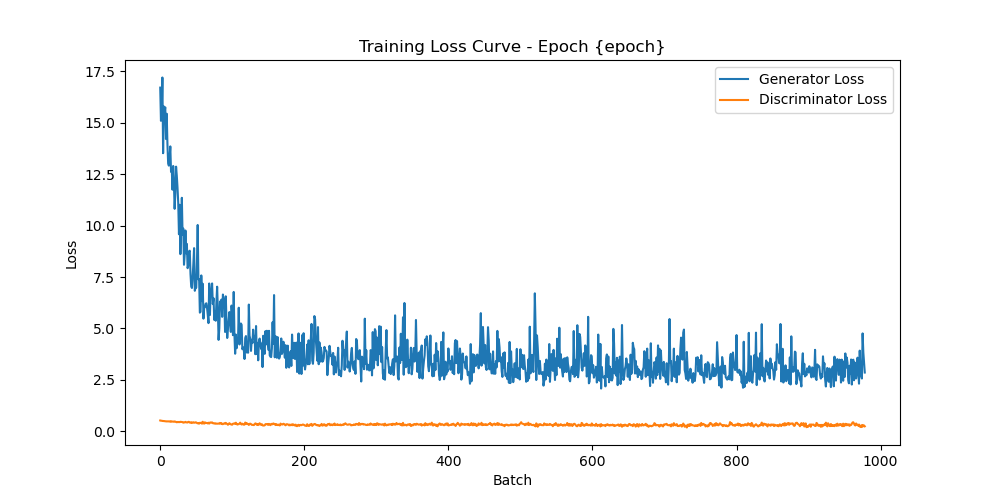 Training Loss Curve - Epoch {epoch}
Generator Loss
Discriminator Loss
17.5
15.0
12.5
10.0
7.5
5.0
2.5
0.0
Loss
0 200 400 600 800 1000
Batch